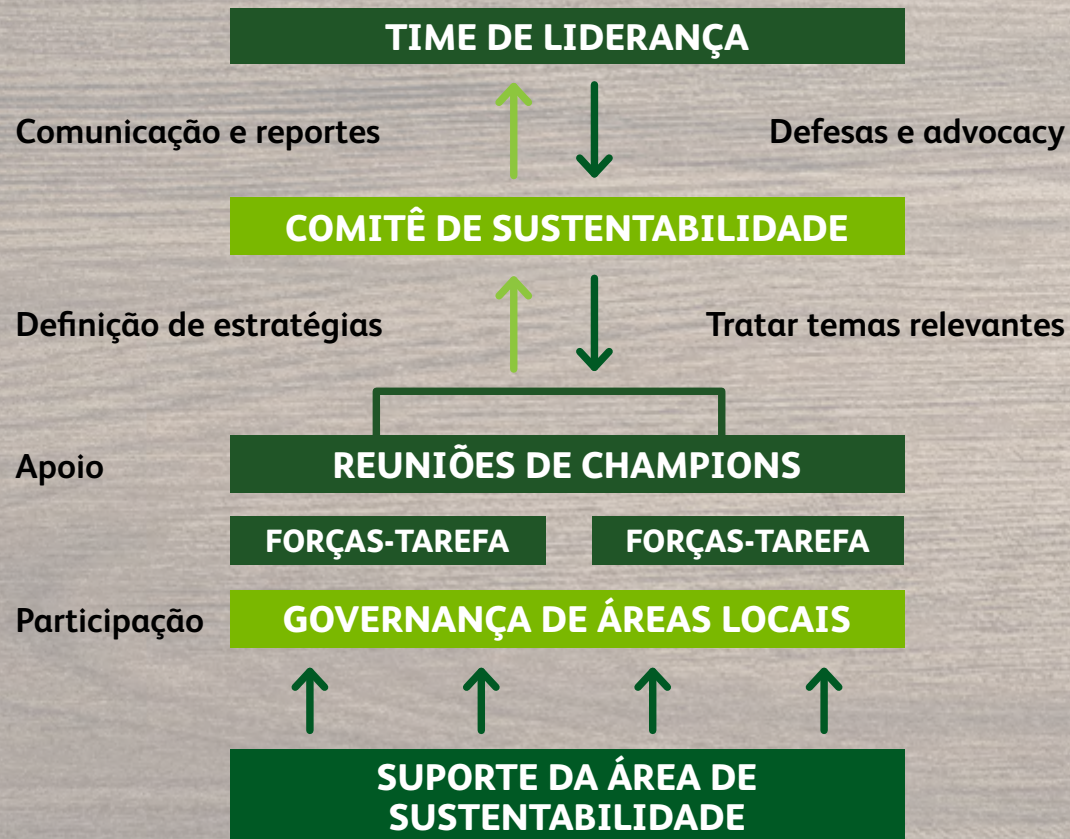 TIME DE LIDERANÇA
Comunicação e reportes
Defesas e advocacy
COMITÊ DE SUSTENTABILIDADE
Definição de estratégias
Tratar temas relevantes
Apoio
REUNIÕES DE CHAMPIONS
FORÇAS-TAREFA
FORÇAS-TAREFA
Participação
GOVERNANÇA DE ÁREAS LOCAIS
SUPORTE DA ÁREA DE
SUSTENTABILIDADE